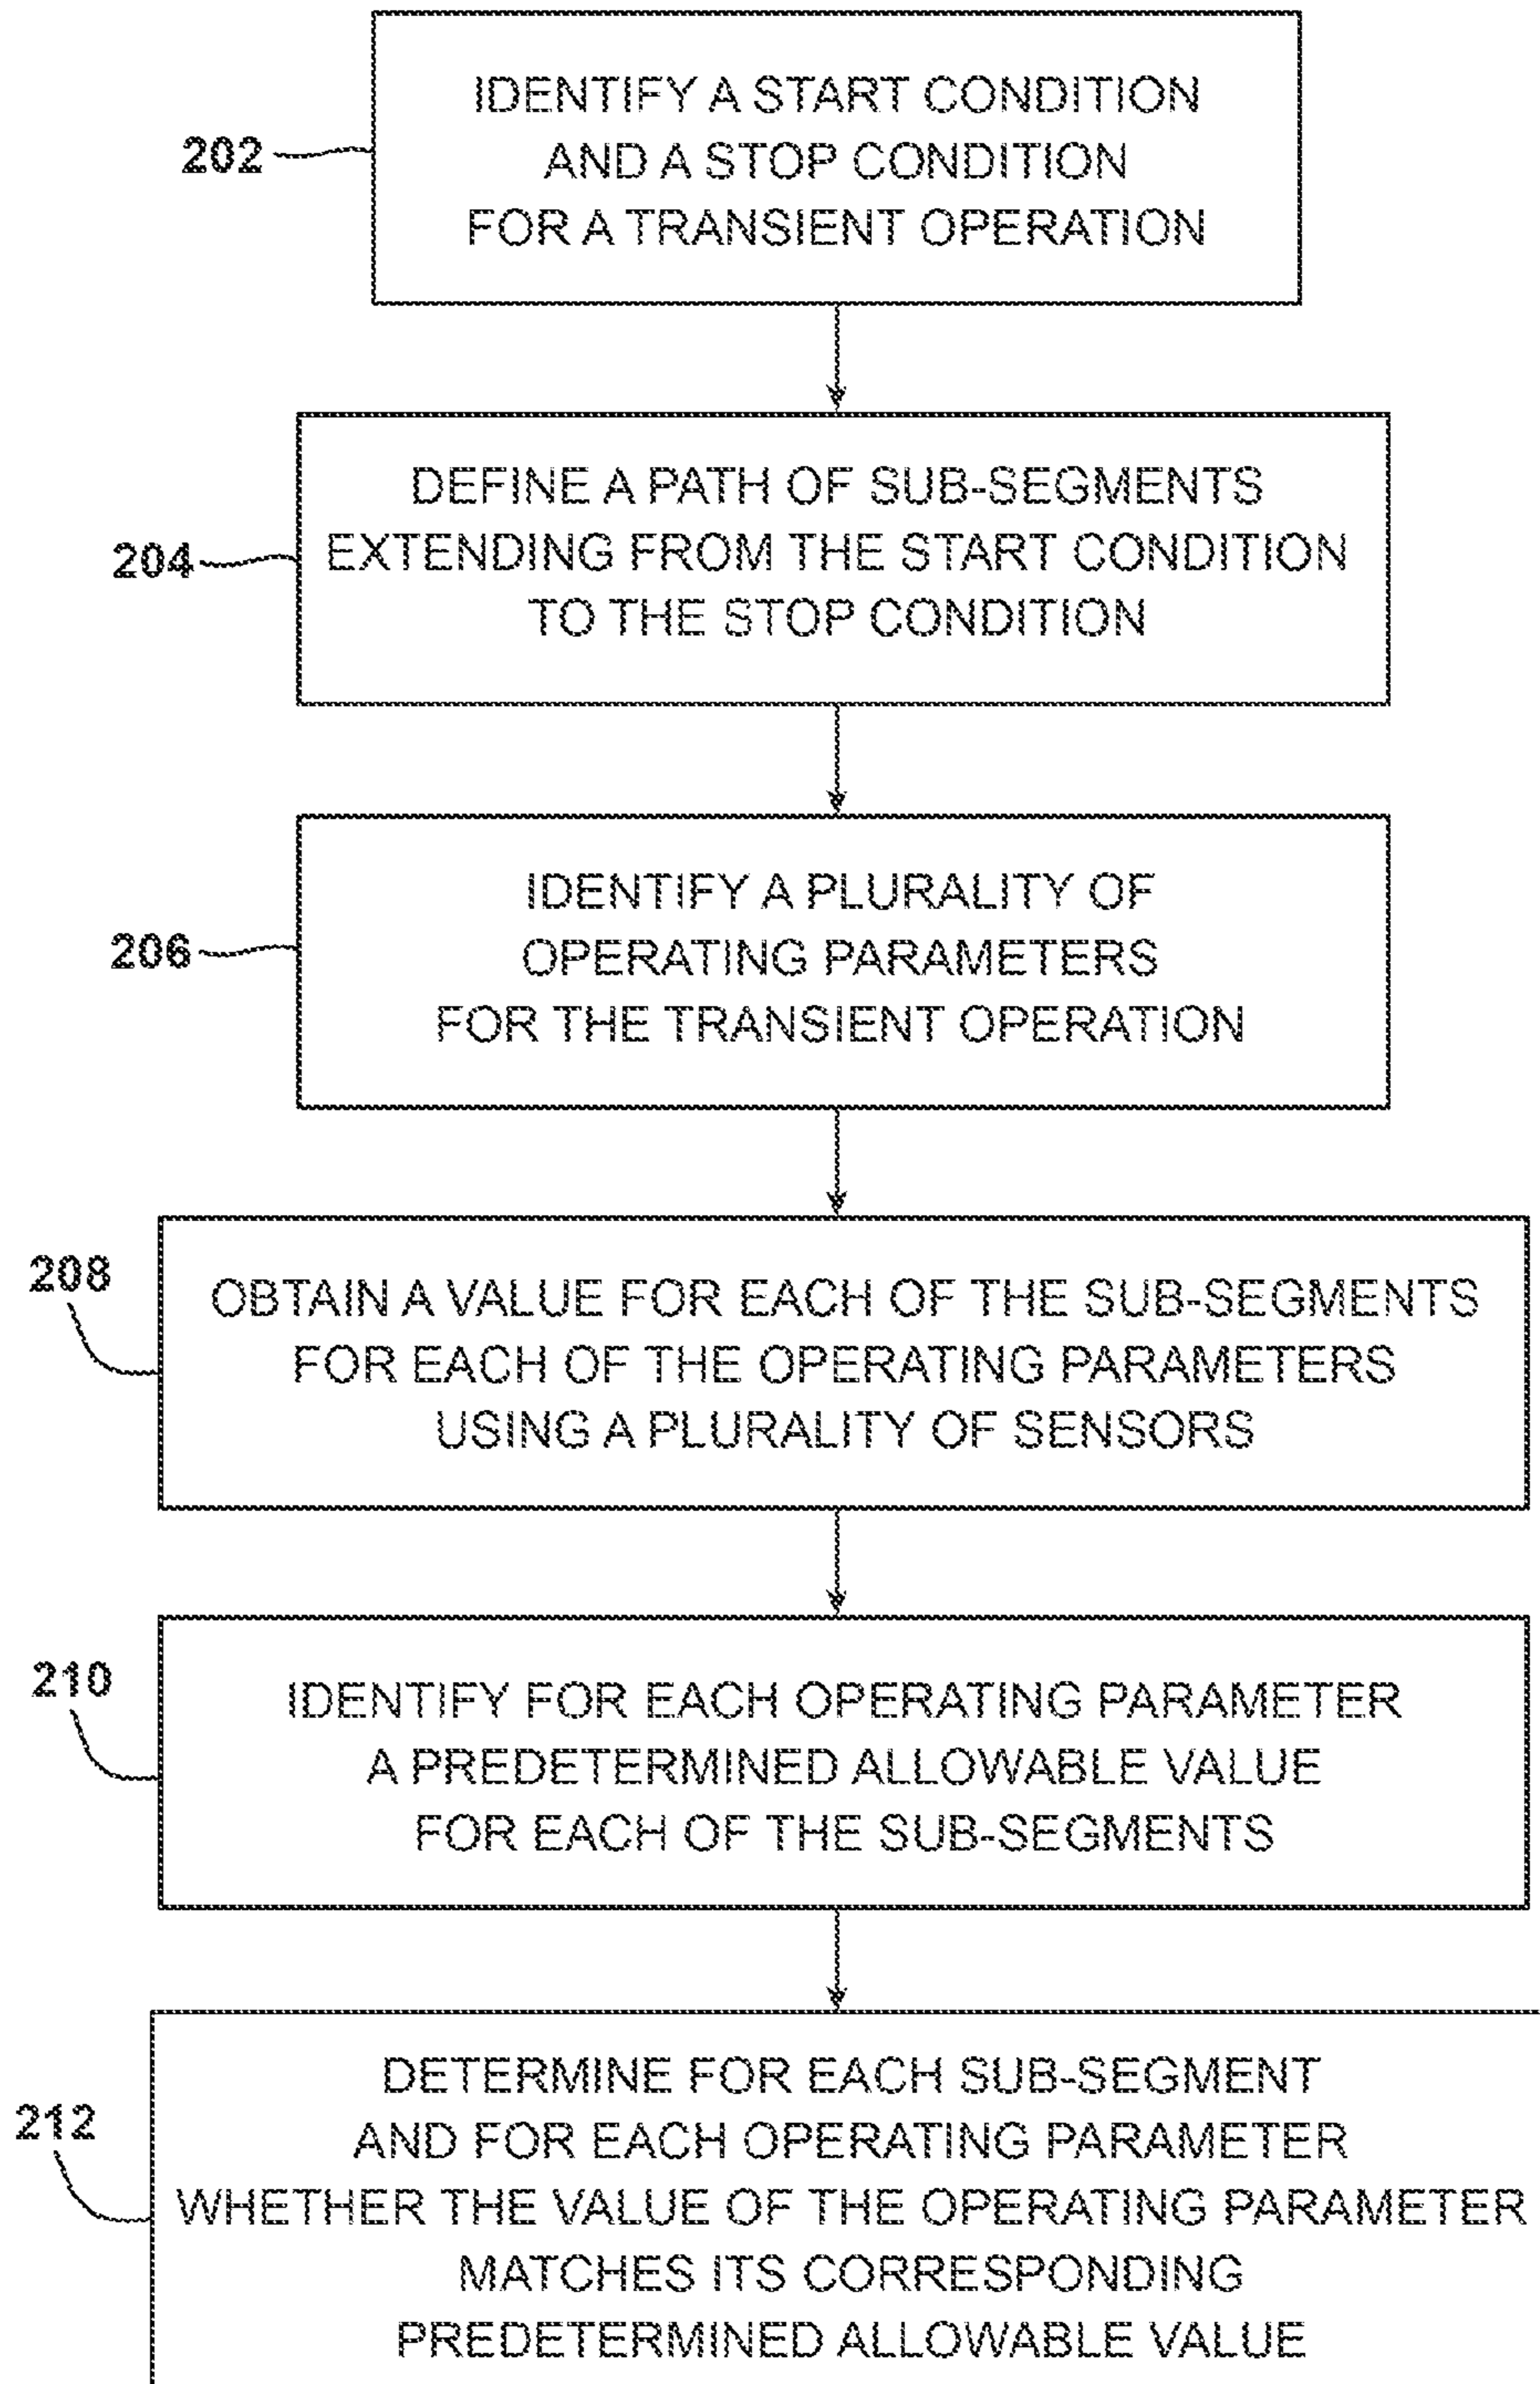 202
IDENTIFY A START CONDITION
AND A STOP CONDITION
FOR A TRANSIENT OPERATION
204
DEFINE A PATH OF SUB-SEGMENTS
EXTENDING FROM THE START CONDITION
TO THE STOP CONDITION
206
IDENTIFY A PLURALITY OF
OPERATING PARAMETERS
FOR THE TRANSIENT OPERATION
208
OBTAIN A VALUE FOR EACH OF THE SUB-SEGMENTS
FOR EACH OF THE OPERATING PARAMETERS
USING A PLURALITY OF SENSORS
210
IDENTIFY FOR EACH OPERATING PARAMETER
A PREDETERMINED ALLOWABLE VALUE
FOR EACH OF THE SUB-SEGMENTS
212
DETERMINE FOR EACH SUB-SEGMENT
AND FOR EACH OPERATING PARAMETER
WHETHER THE VALUE OF THE OPERATING PARAMETER
MATCHES ITS CORRESPONDING
PREDETERMINED ALLOWABLE VALUE